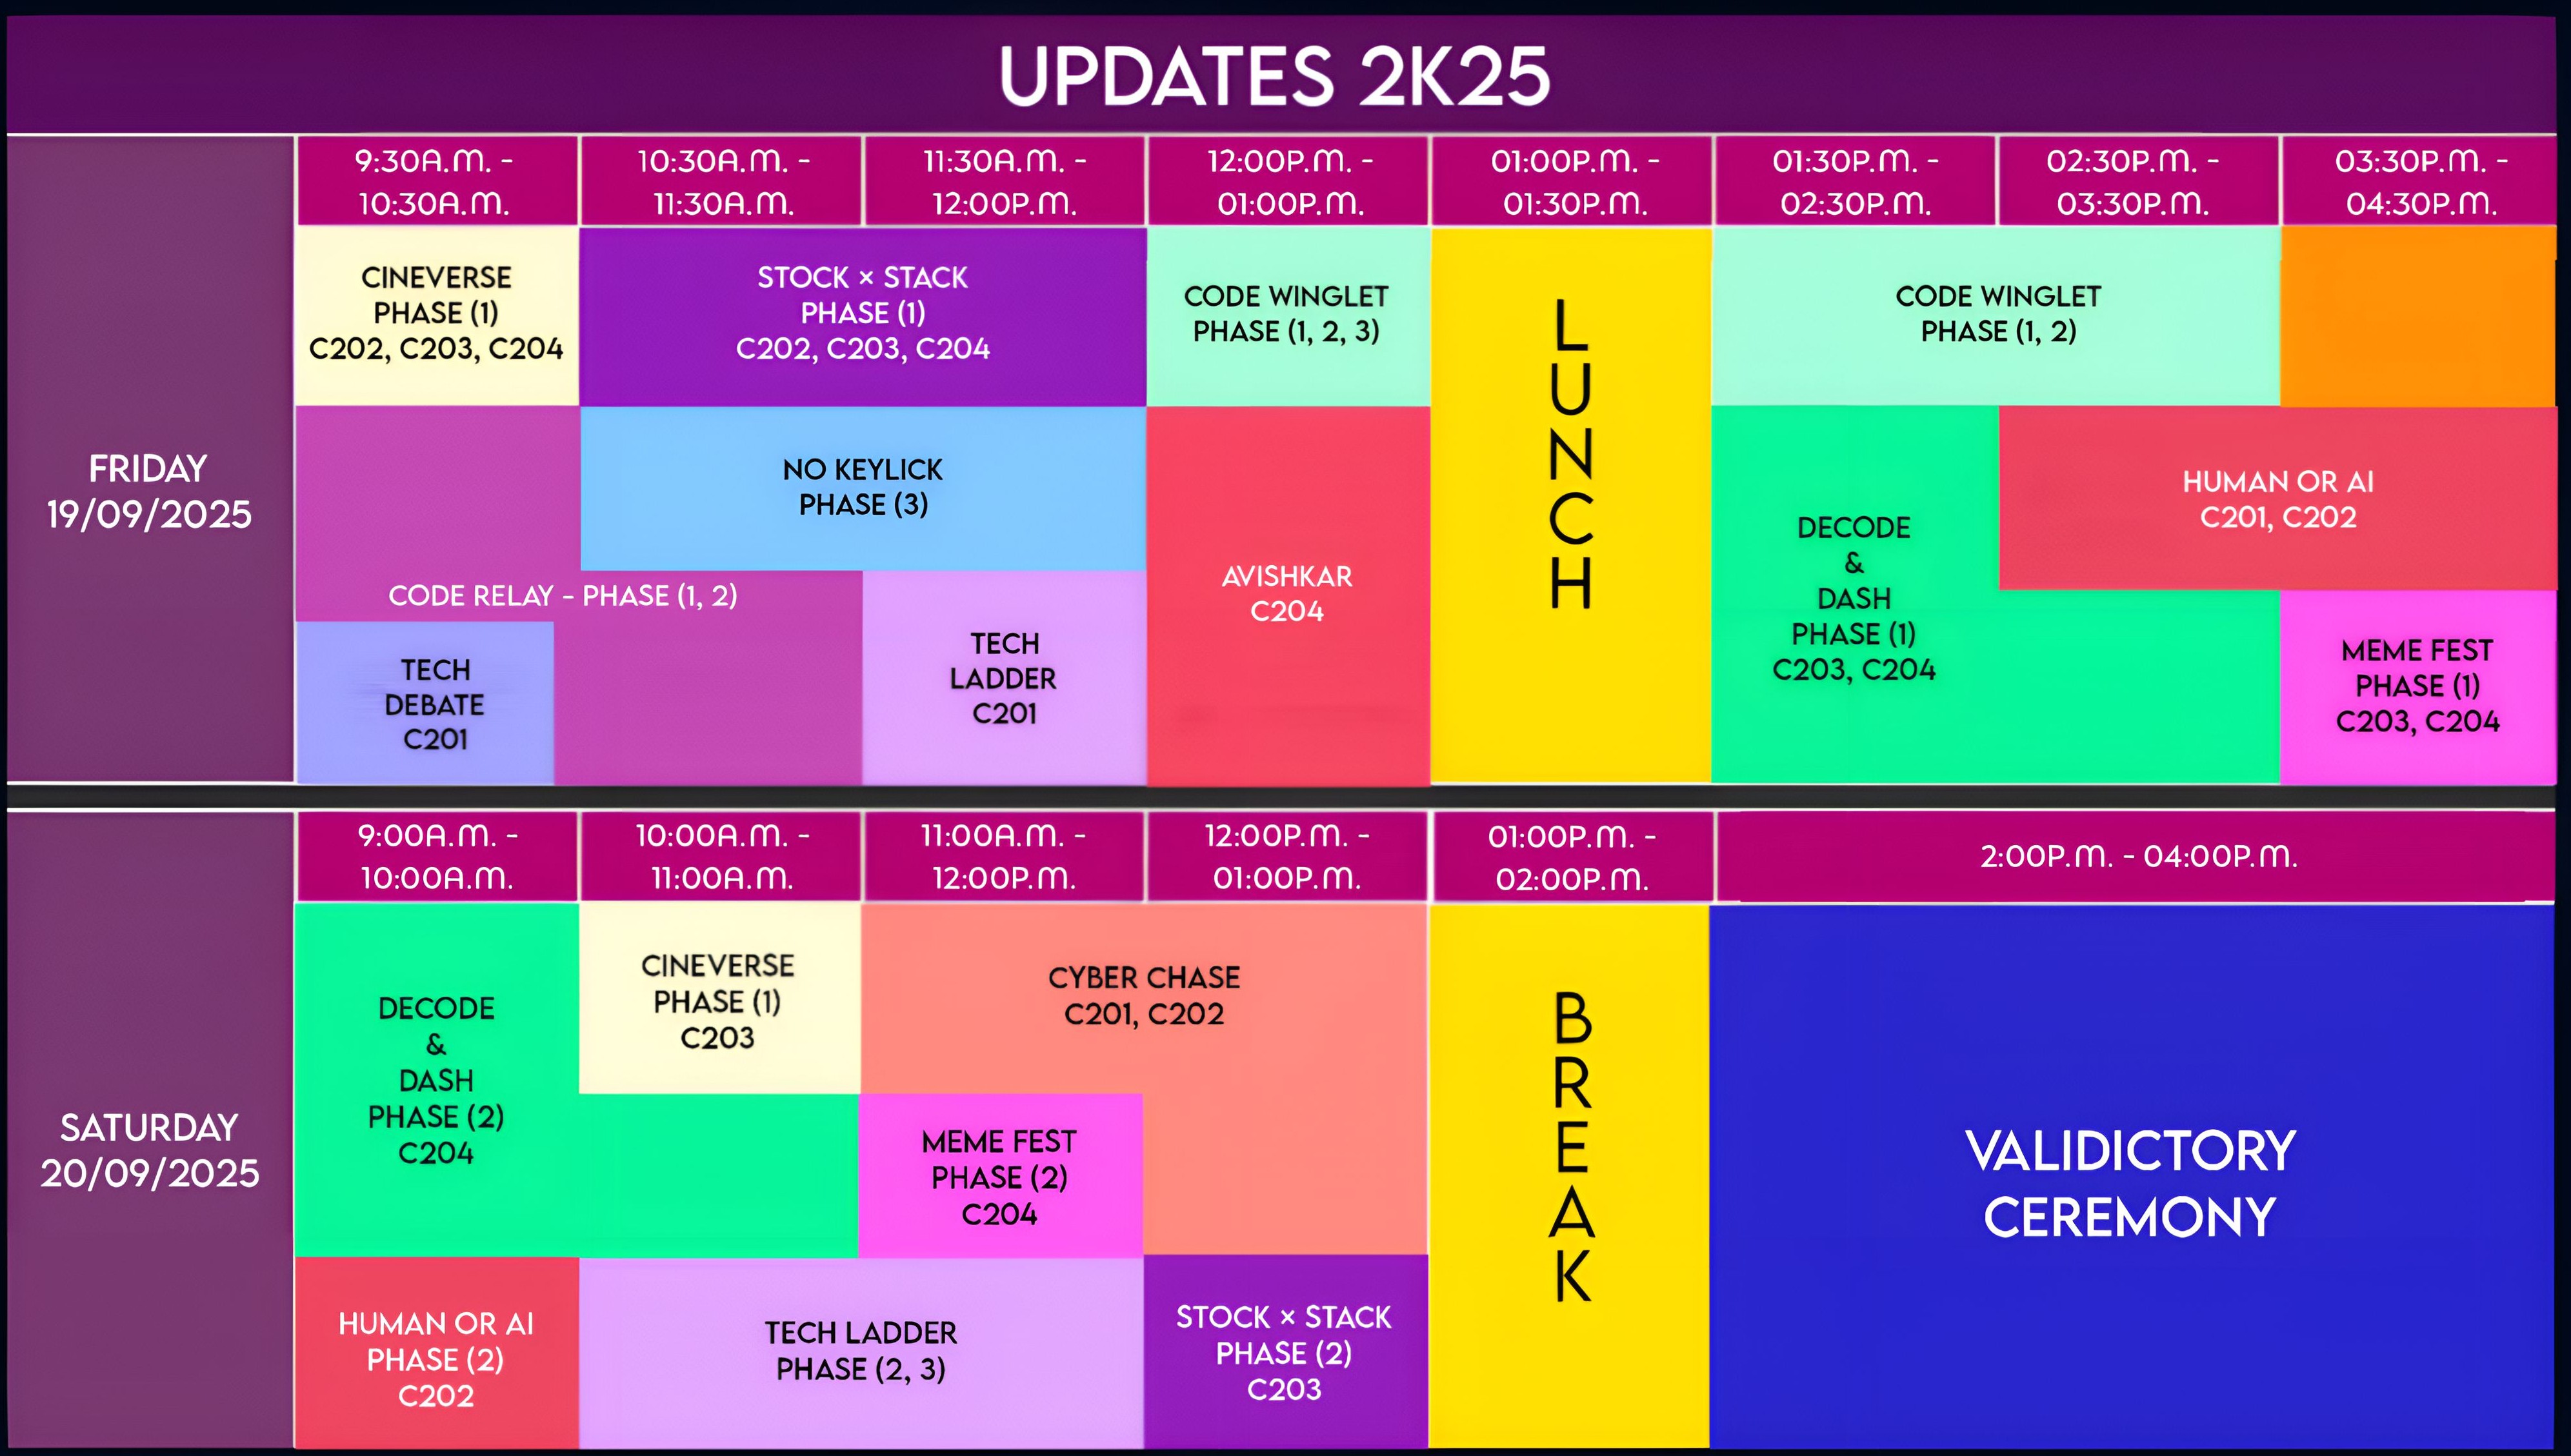 UPDATES 2K25
FRIDAY
19/09/2025
9:30A.M. -
10:30A.M.
10:30A.M. -
11:30A.M.
11:30A.M. -
12:00P.M.
12:00P.M. -
01:00P.M.
01:00P.M. -
01:30P.M.
01:30P.M. -
02:30P.M.
02:30P.M. -
03:30P.M.
03:30P.M. -
04:30P.M.
CINEVERSE
PHASE (1)
C202, C203, C204
STOCK × STACK
PHASE (1)
C202, C203, C204
CODE WINGLET
PHASE (1, 2, 3)
LUNCH
CODE WINGLET
PHASE (1, 2)
NO KEYLICK
PHASE (3)
AVISHKAR
C204
DECODE
&
DASH
PHASE (1)
C203, C204
HUMAN OR AI
C201, C202
CODE RELAY - PHASE (1, 2)
TECH
DEBATE
C201
TECH
LADDER
C201
MEME FEST
PHASE (1)
C203, C204
SATURDAY
20/09/2025
9:00A.M. -
10:00A.M.
10:00A.M. -
11:00A.M.
11:00A.M. -
12:00P.M.
12:00P.M. -
01:00P.M.
01:00P.M. -
02:00P.M.
2:00P.M. - 04:00P.M.
DECODE
&
DASH
PHASE (2)
C204
CINEVERSE
PHASE (1)
C203
CYBER CHASE
C201, C202
BREAK
VALIDICTORY
CEREMONY
MEME FEST
PHASE (2)
C204
HUMAN OR AI
PHASE (2)
C202
TECH LADDER
PHASE (2, 3)
STOCK × STACK
PHASE (2)
C203